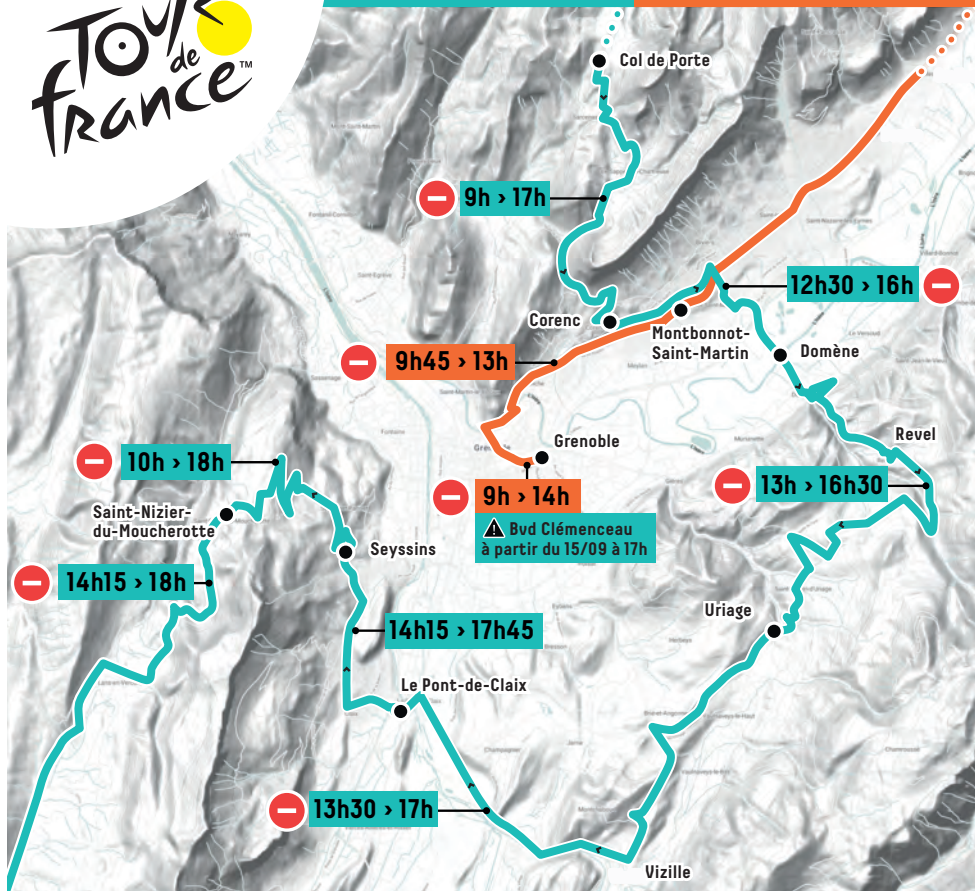 TOUR
de
FRANCE™
Col de Porte
9h > 17h
12h30 > 16h
Corenc
Montbonnot-
Saint-Martin
Domène
9h45 > 13h
Revel
Grenoble
10h > 18h
13h > 16h30
9h > 14h
Saint-Nizier-
du-Moucherotte
Bvd Clémenceau
à partir du 15/09 à 17h
Seyssins
14h15 > 18h
Uriage
14h15 > 17h45
Le Pont-de-Claix
13h30 > 17h
Vizille